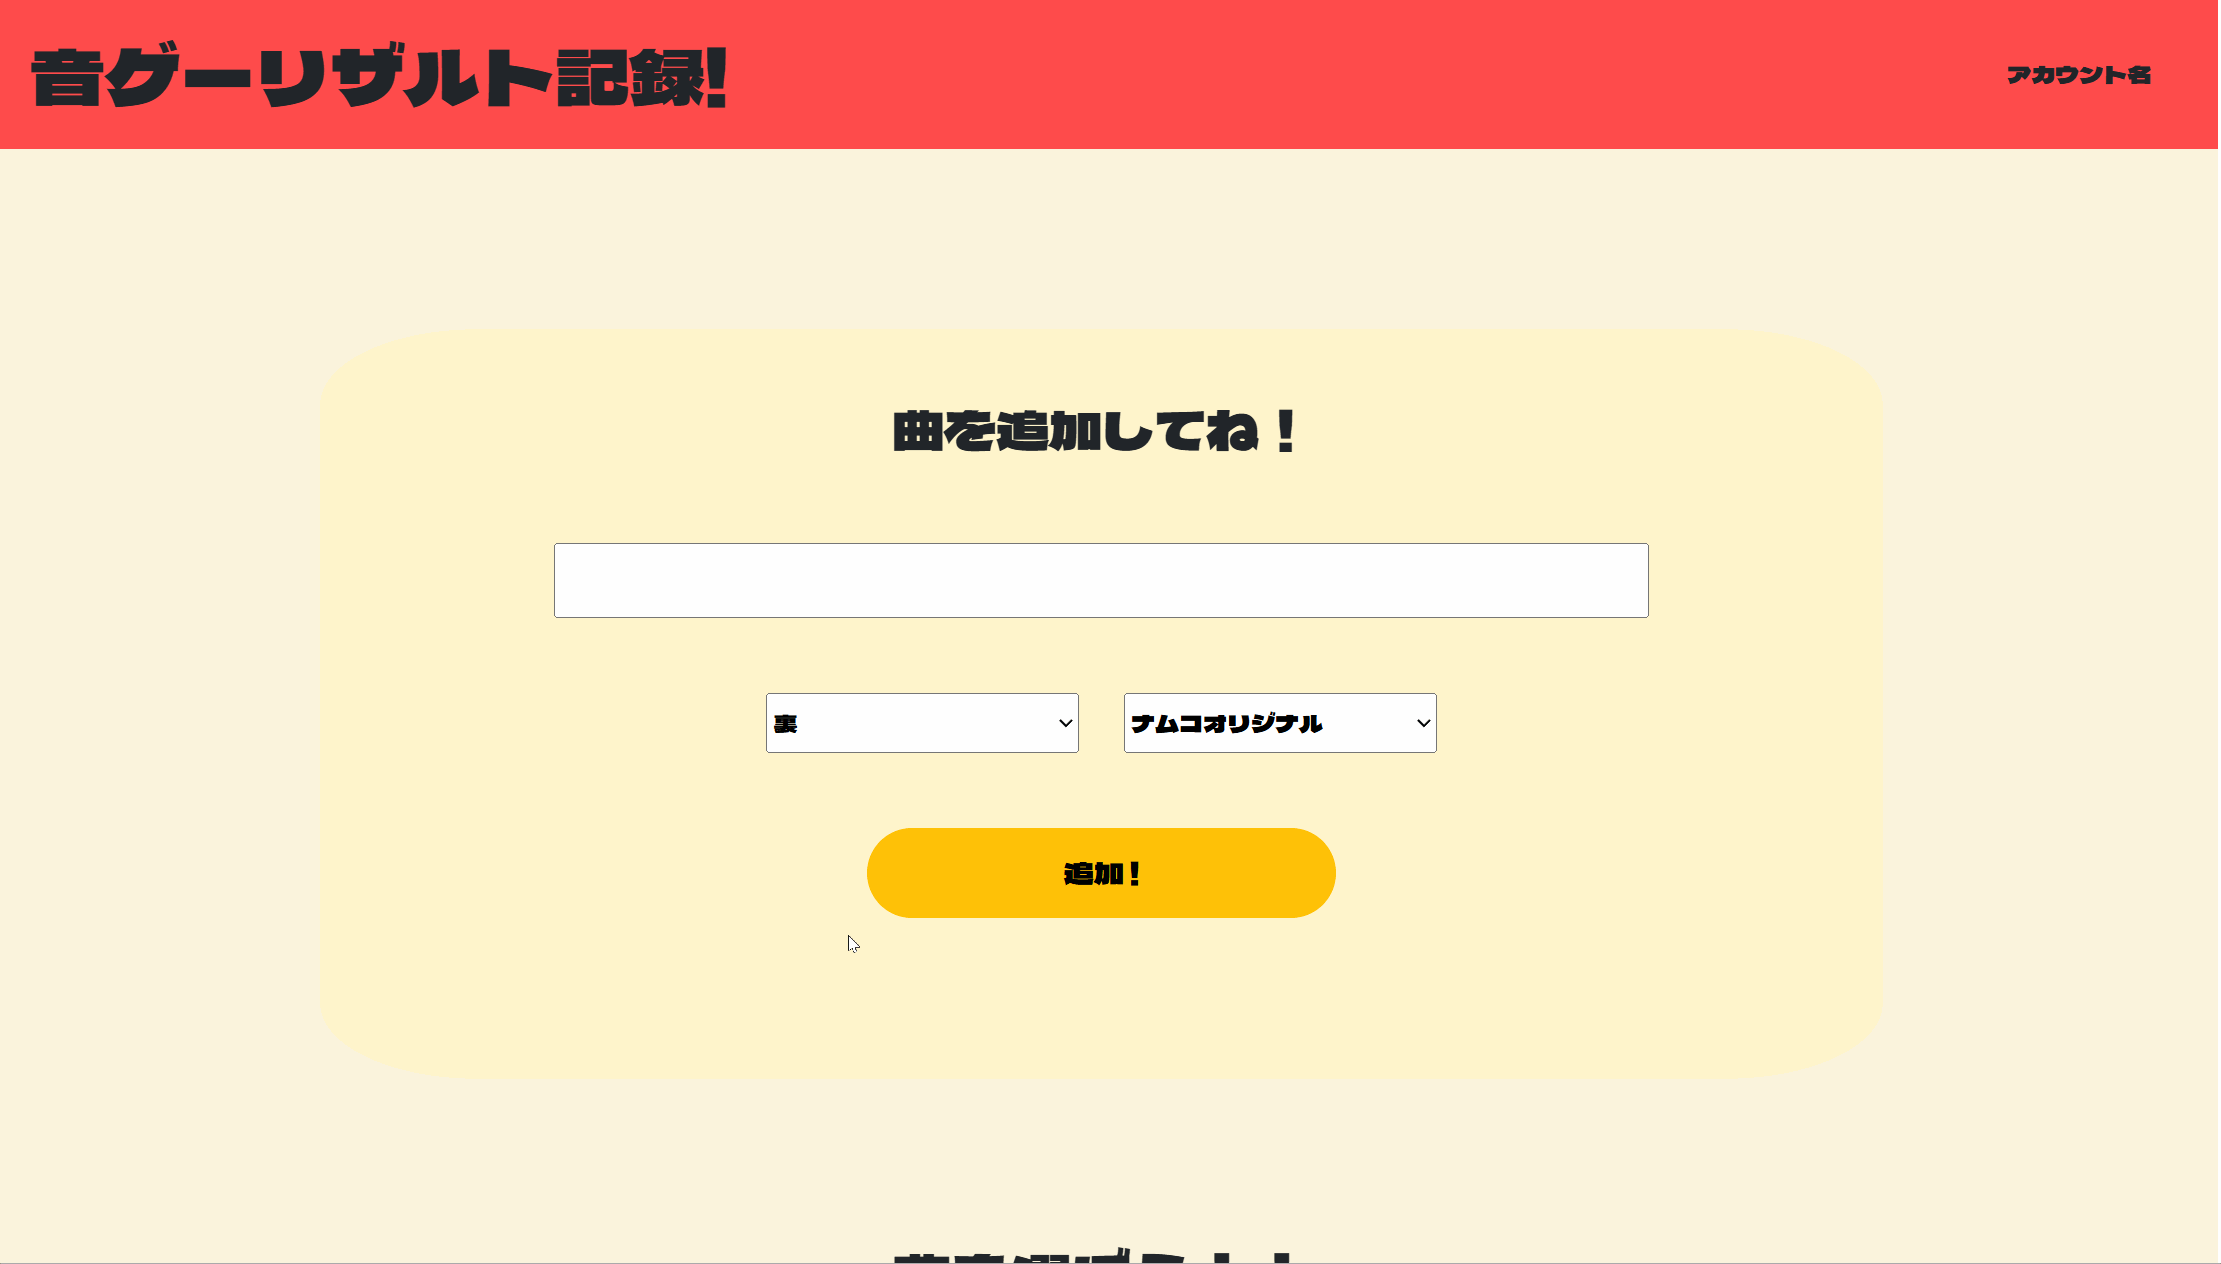 音ゲーリザルト記録!
アカウント名
曲を追加してね！
裏
ナムコオリジナル
追加！